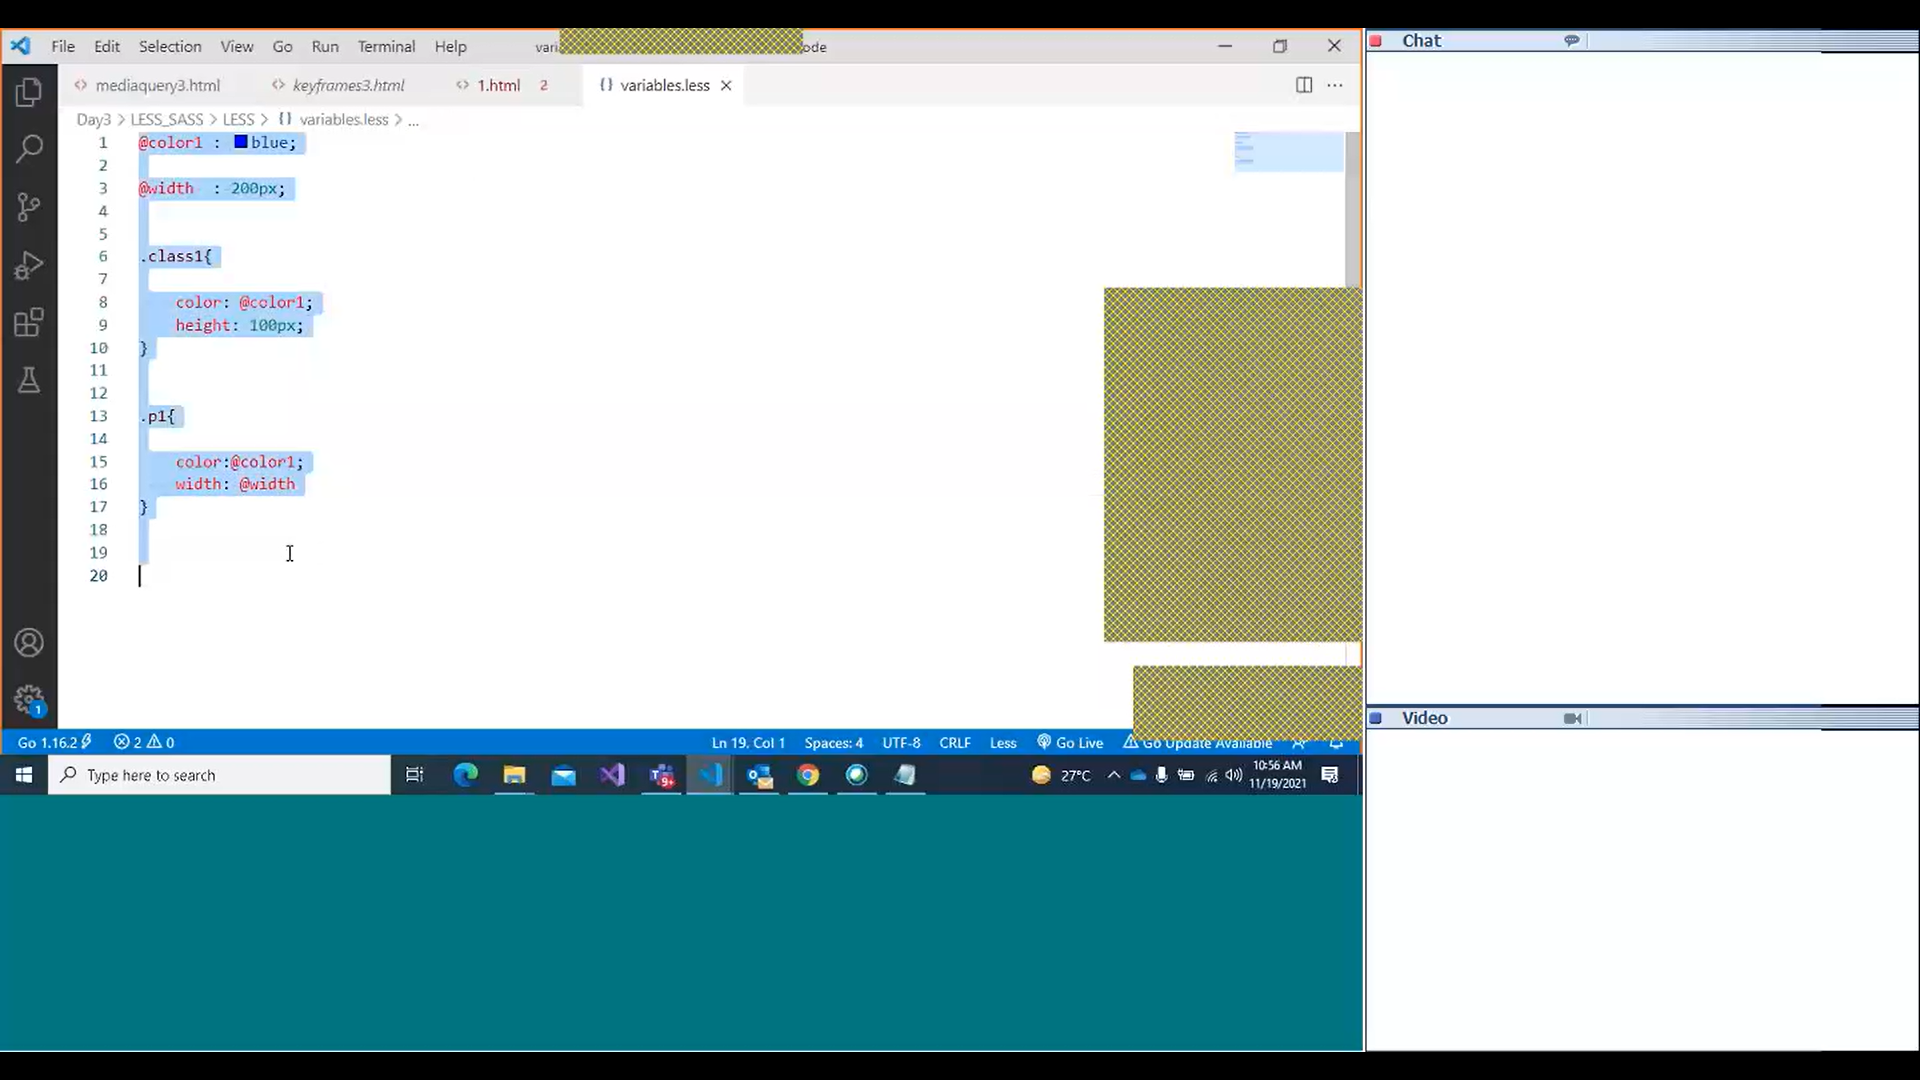 File Edit Selection View Go Run Terminal Help vari ode
mediaquery3.html keyframes3.html 1.html 2 {} variables.less
Day3 > LESS_SASS > LESS > {} variables.less > ...
1 @color1 : blue;
2
3 @width : 200px;
4
5
6 .class1{
7
8 color: @color1;
9 height: 100px;
10 }
11
12
13 .p1{
14
15 color:@color1;
16 width: @width
17 }
18
19
20
1
Go 1.16.2 2 0 Ln 19, Col 1 Spaces: 4 UTF-8 CRLF Less Go Live Go Update Available
Type here to search 9+ 27°C 10:56 AM
11/19/2021
Chat
Video